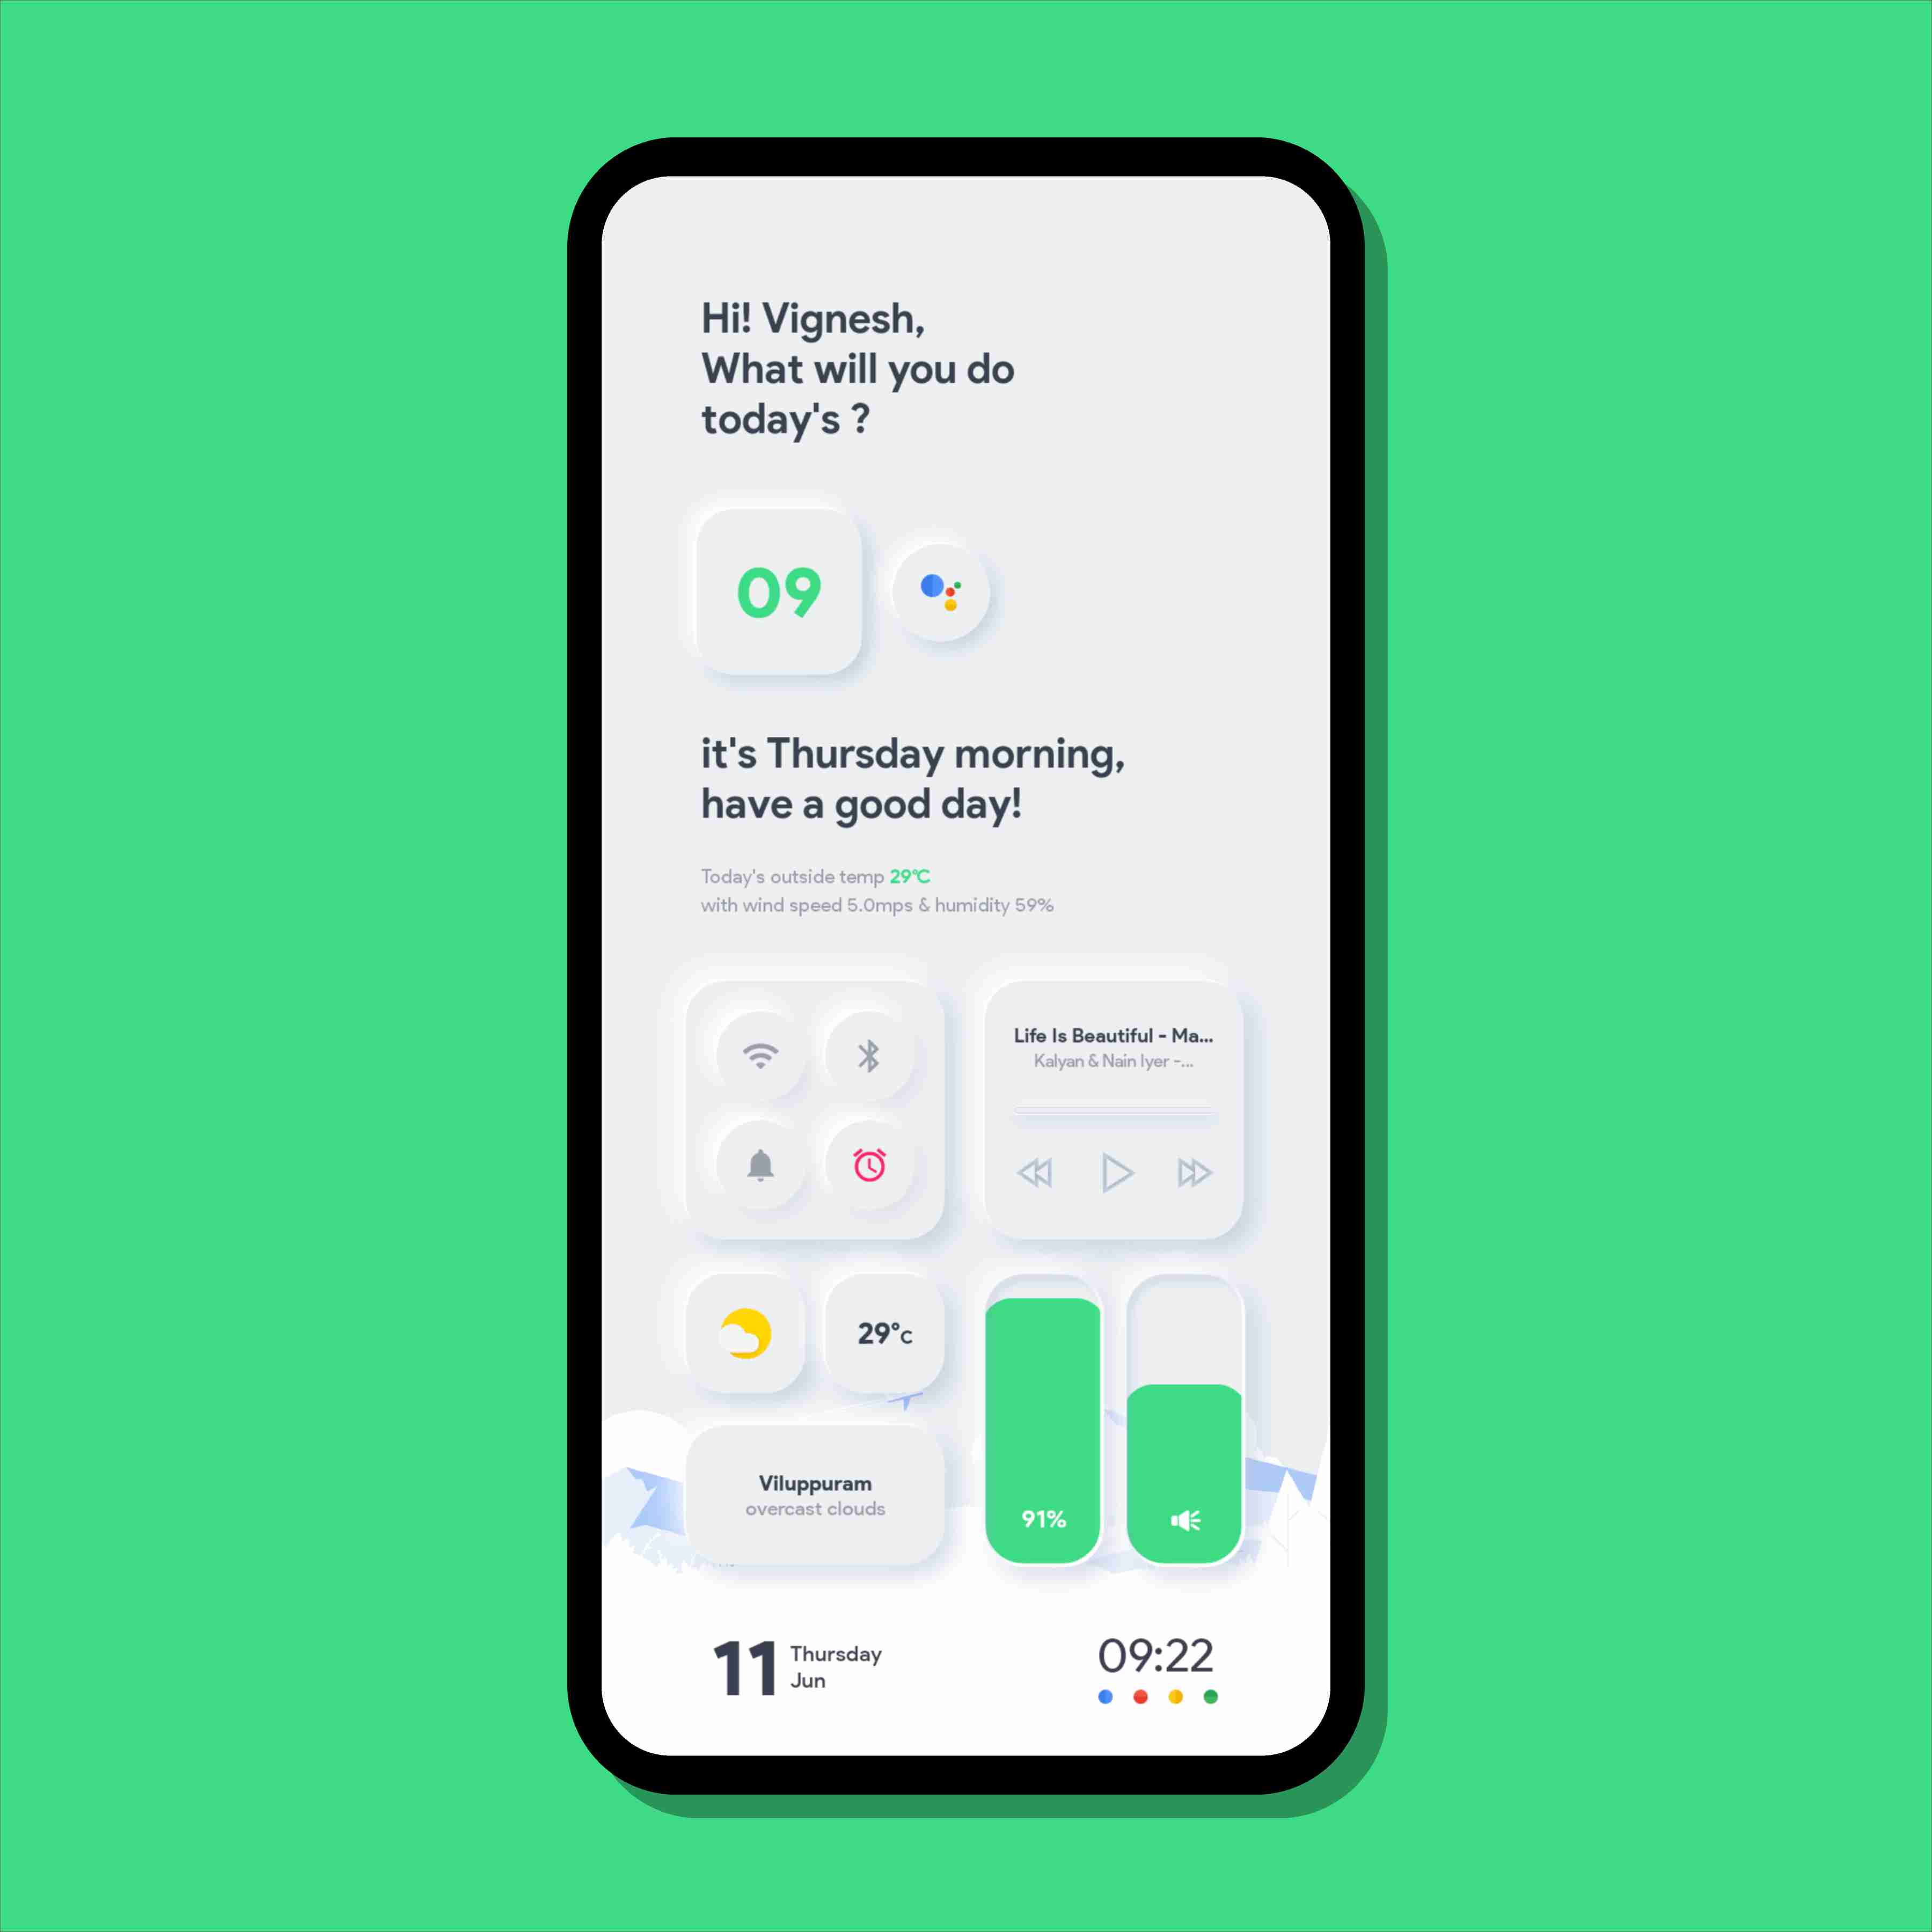 Hi! Vignesh,
What will you do
today's ?
09
it's Thursday morning,
have a good day!
Today's outside temp 29°C
with wind speed 5.0mps & humidity 59%
Life Is Beautiful - Ma...
Kalyan & Nain Iyer -...
29°c
Viluppuram
overcast clouds
91%
11
Thursday
Jun
09:22